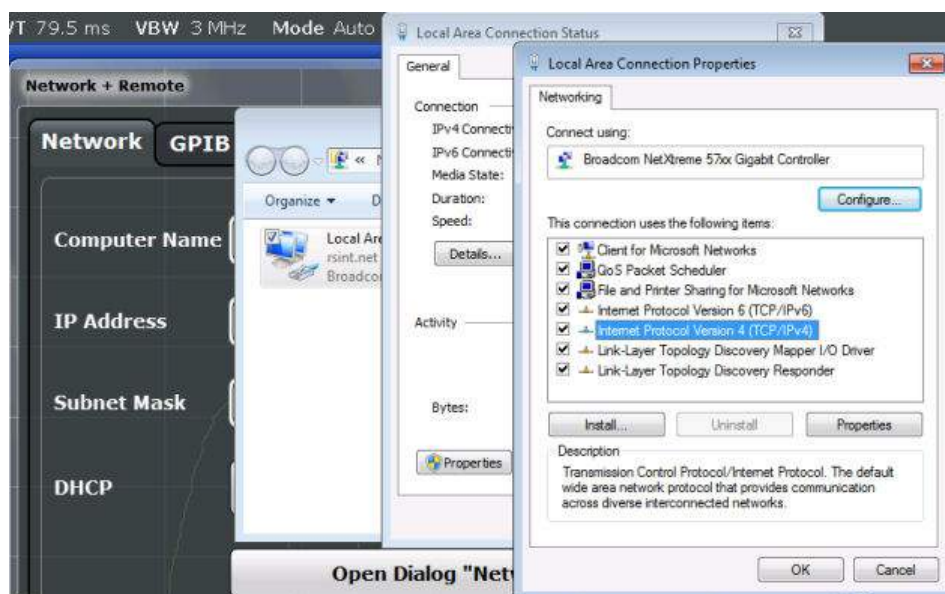 VT 79.5 ms VBW 3 MHz Mode Auto
Network + Remote
Network GPIB
Computer Name
IP Address
Subnet Mask
DHCP
Open Dialog "Netw
Organize ▼ D
Local Are
rsint.net
Broadco
Local Area Connection Status
General
Connection
IPv4 Connecti
IPv6 Connecti
Media State:
Duration:
Speed:
Details...
Activity
Bytes:
Properties
Local Area Connection Properties
Networking
Connect using:
Broadcom NetXtreme 57xx Gigabit Controller
Configure...
This connection uses the following items:
Client for Microsoft Networks
QoS Packet Scheduler
File and Printer Sharing for Microsoft Networks
Internet Protocol Version 6 (TCP/IPv6)
Internet Protocol Version 4 (TCP/IPv4)
Link-Layer Topology Discovery Mapper I/O Driver
Link-Layer Topology Discovery Responder
Install... Uninstall Properties
Description
Transmission Control Protocol/Internet Protocol. The default
wide area network protocol that provides communication
across diverse interconnected networks.
OK Cancel